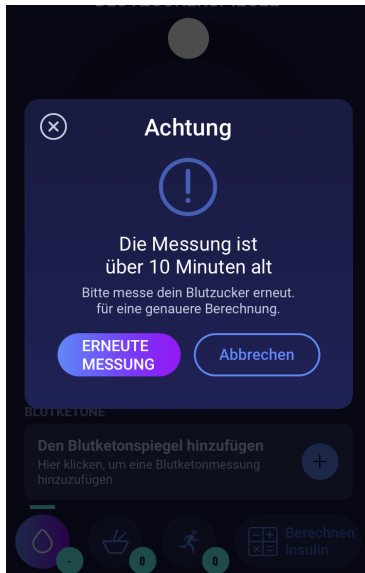 Achtung
Die Messung ist
über 10 Minuten alt
Bitte messe dein Blutzucker erneut.
für eine genauere Berechnung.
ERNEUTE
MESSUNG
Abbrechen
BLUTKETONE
Den Blutketonspiegel hinzufügen
Hier klicken, um eine Blutketonmessung
hinzuzufügen
-
0
0
Berechnen
Insulin